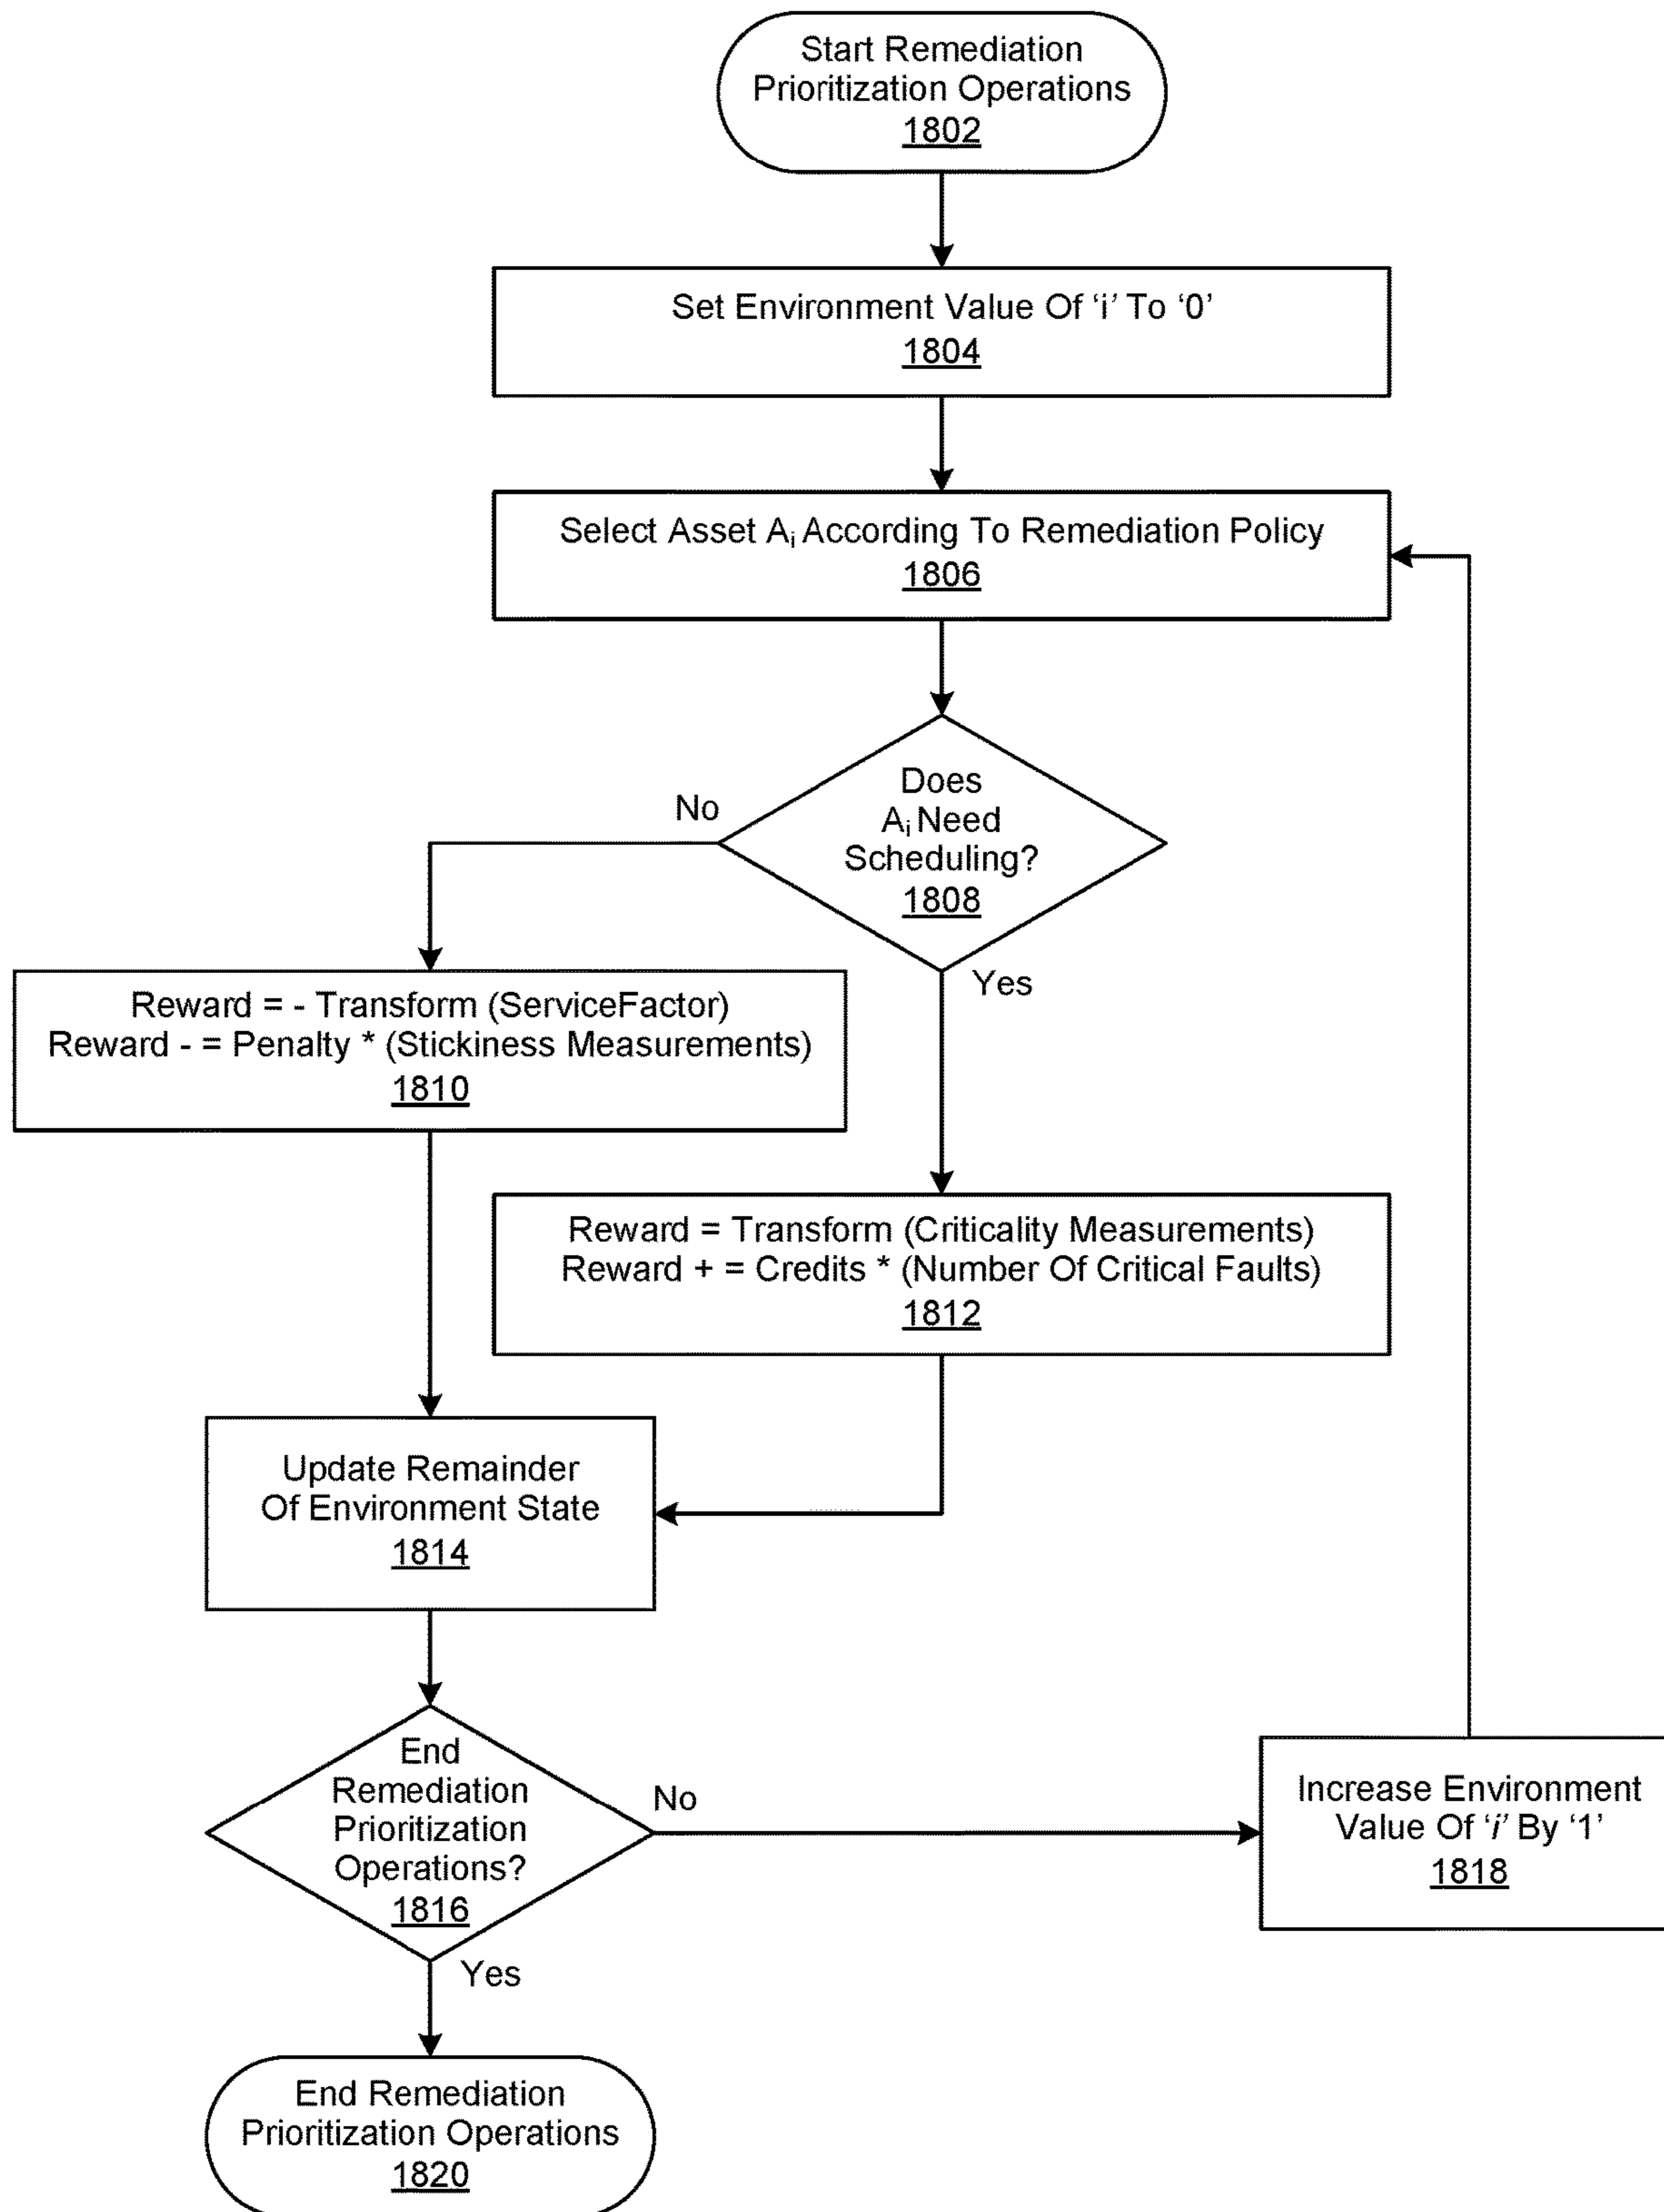 Start Remediation
Prioritization Operations
1802
Set Environment Value Of ‘i’ To ‘0’
1804
Select Asset Ai According To Remediation Policy
1806
Does
Ai Need
Scheduling?
1808
No
Yes
Reward = - Transform (ServiceFactor)
Reward - = Penalty * (Stickiness Measurements)
1810
Reward = Transform (Criticality Measurements)
Reward + = Credits * (Number Of Critical Faults)
1812
Update Remainder
Of Environment State
1814
End
Remediation
Prioritization
Operations?
1816
No
Yes
Increase Environment
Value Of ‘i’ By ‘1’
1818
End Remediation
Prioritization Operations
1820